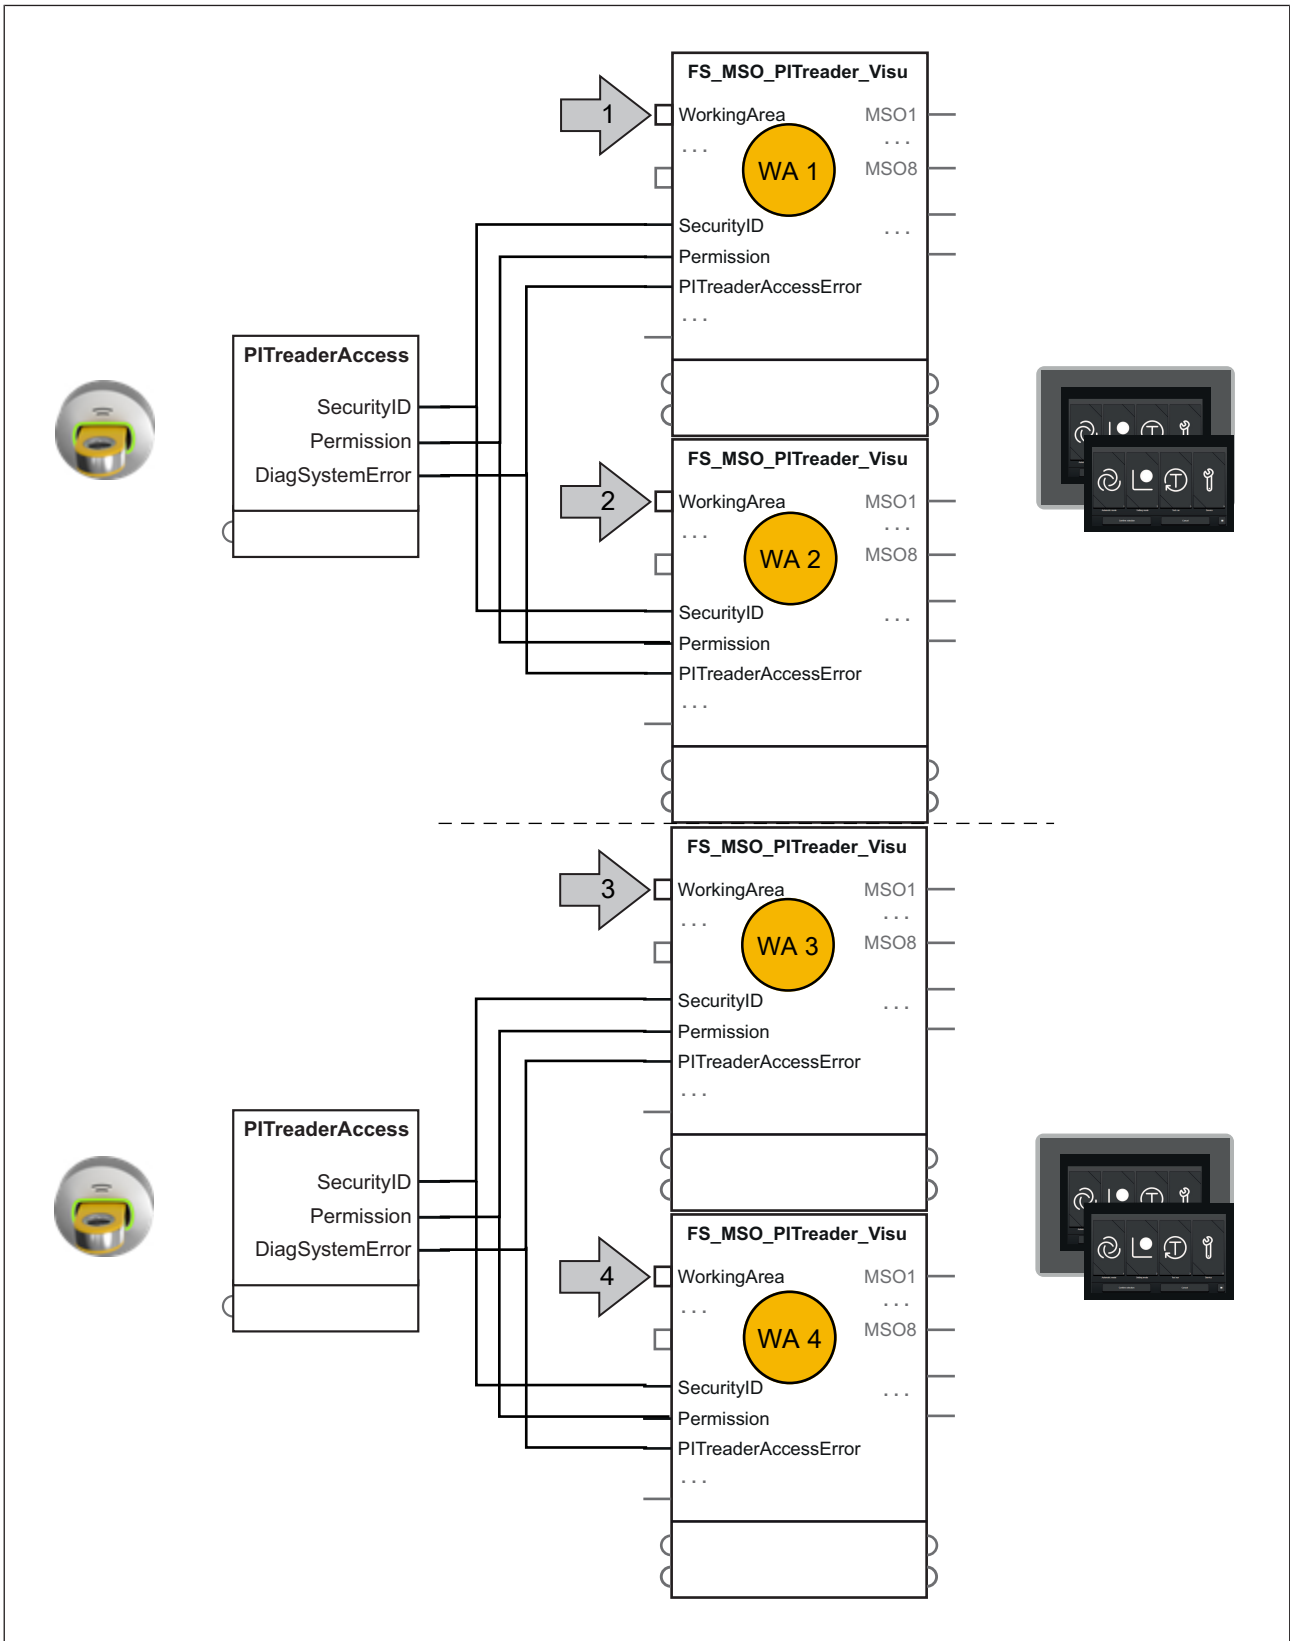 FS_MSO_PITreader_Visu
1
WorkingArea MSO1
. . . . . .
WA 1 MSO8
SecurityID . . .
Permission
PITreaderAccessError
. . .
PITreaderAccess
SecurityID
Permission
DiagSystemError
FS_MSO_PITreader_Visu
2
WorkingArea MSO1
. . . . . .
WA 2 MSO8
SecurityID . . .
Permission
PITreaderAccessError
. . .
FS_MSO_PITreader_Visu
3
WorkingArea MSO1
. . . . . .
WA 3 MSO8
SecurityID . . .
Permission
PITreaderAccessError
. . .
PITreaderAccess
SecurityID
Permission
DiagSystemError
FS_MSO_PITreader_Visu
4
WorkingArea MSO1
. . . . . .
WA 4 MSO8
SecurityID . . .
Permission
PITreaderAccessError
. . .